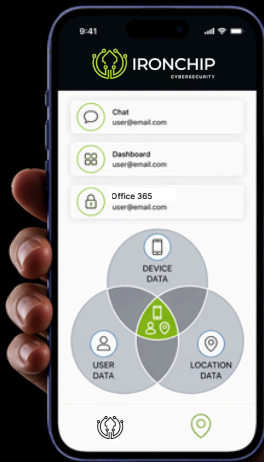 9:41
IRONCHIP
CYBERSECURITY
Chat
user@email.com
Dashboard
user@email.com
Office 365
user@email.com
DEVICE
DATA
USER
DATA
LOCATION
DATA